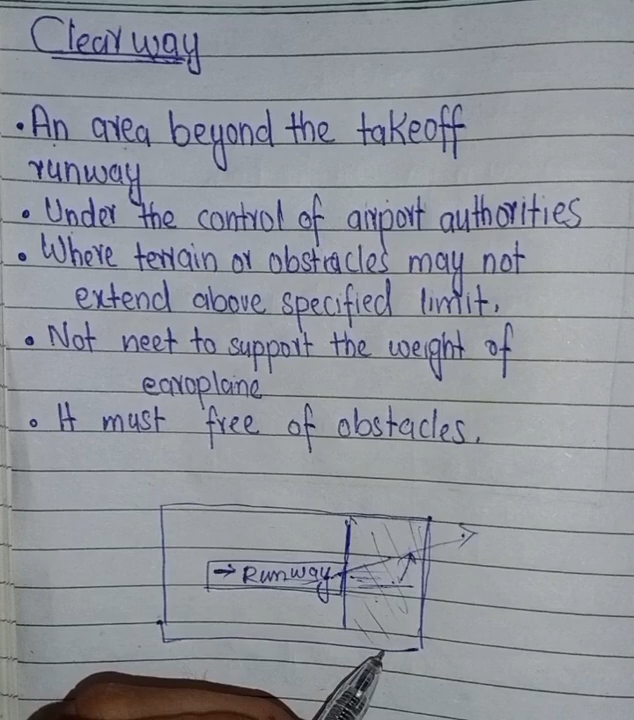 Clearway
• An area beyond the takeoff
runway
• Under the control of airport authorities
• Where terrain or obstracles may not
extend above specified limit.
• Not neet to support the weight of
earoplane
• It must free of obstacles.
→ Runway